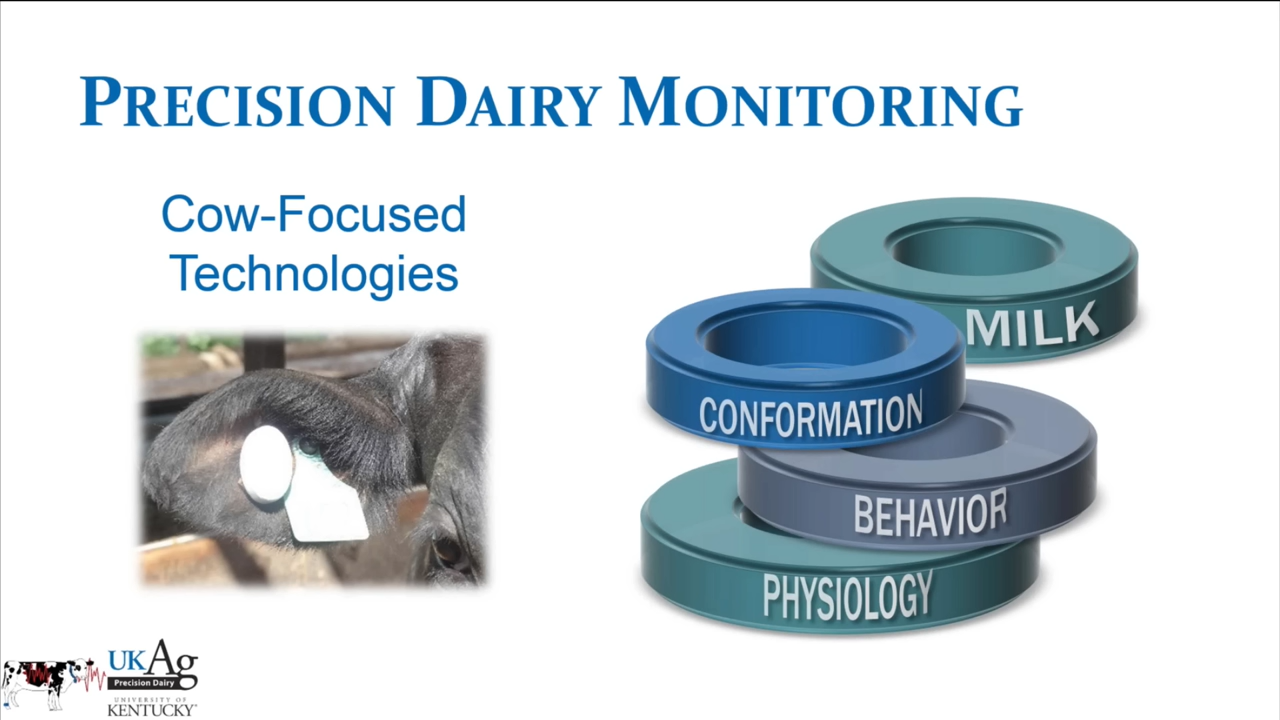 PRECISION DAIRY MONITORING
Cow-Focused
Technologies
MILK
CONFORMATION
BEHAVIOR
PHYSIOLOGY
UKAg
Precision Dairy
UNIVERSITY OF
KENTUCKY